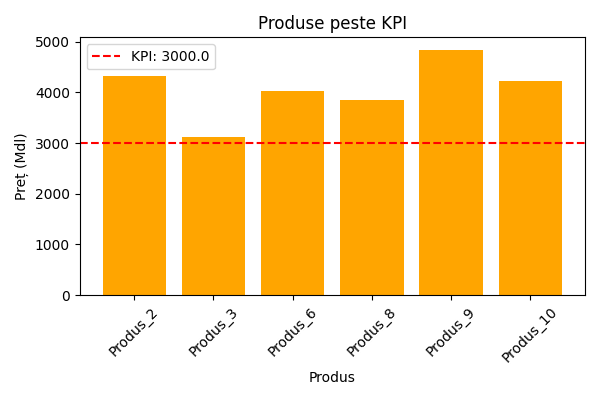 Produse peste KPI
KPI: 3000.0
Preț (Mdl)
5000
4000
3000
2000
1000
0
Produs_2
Produs_3
Produs_6
Produs_8
Produs_9
Produs_10
Produs